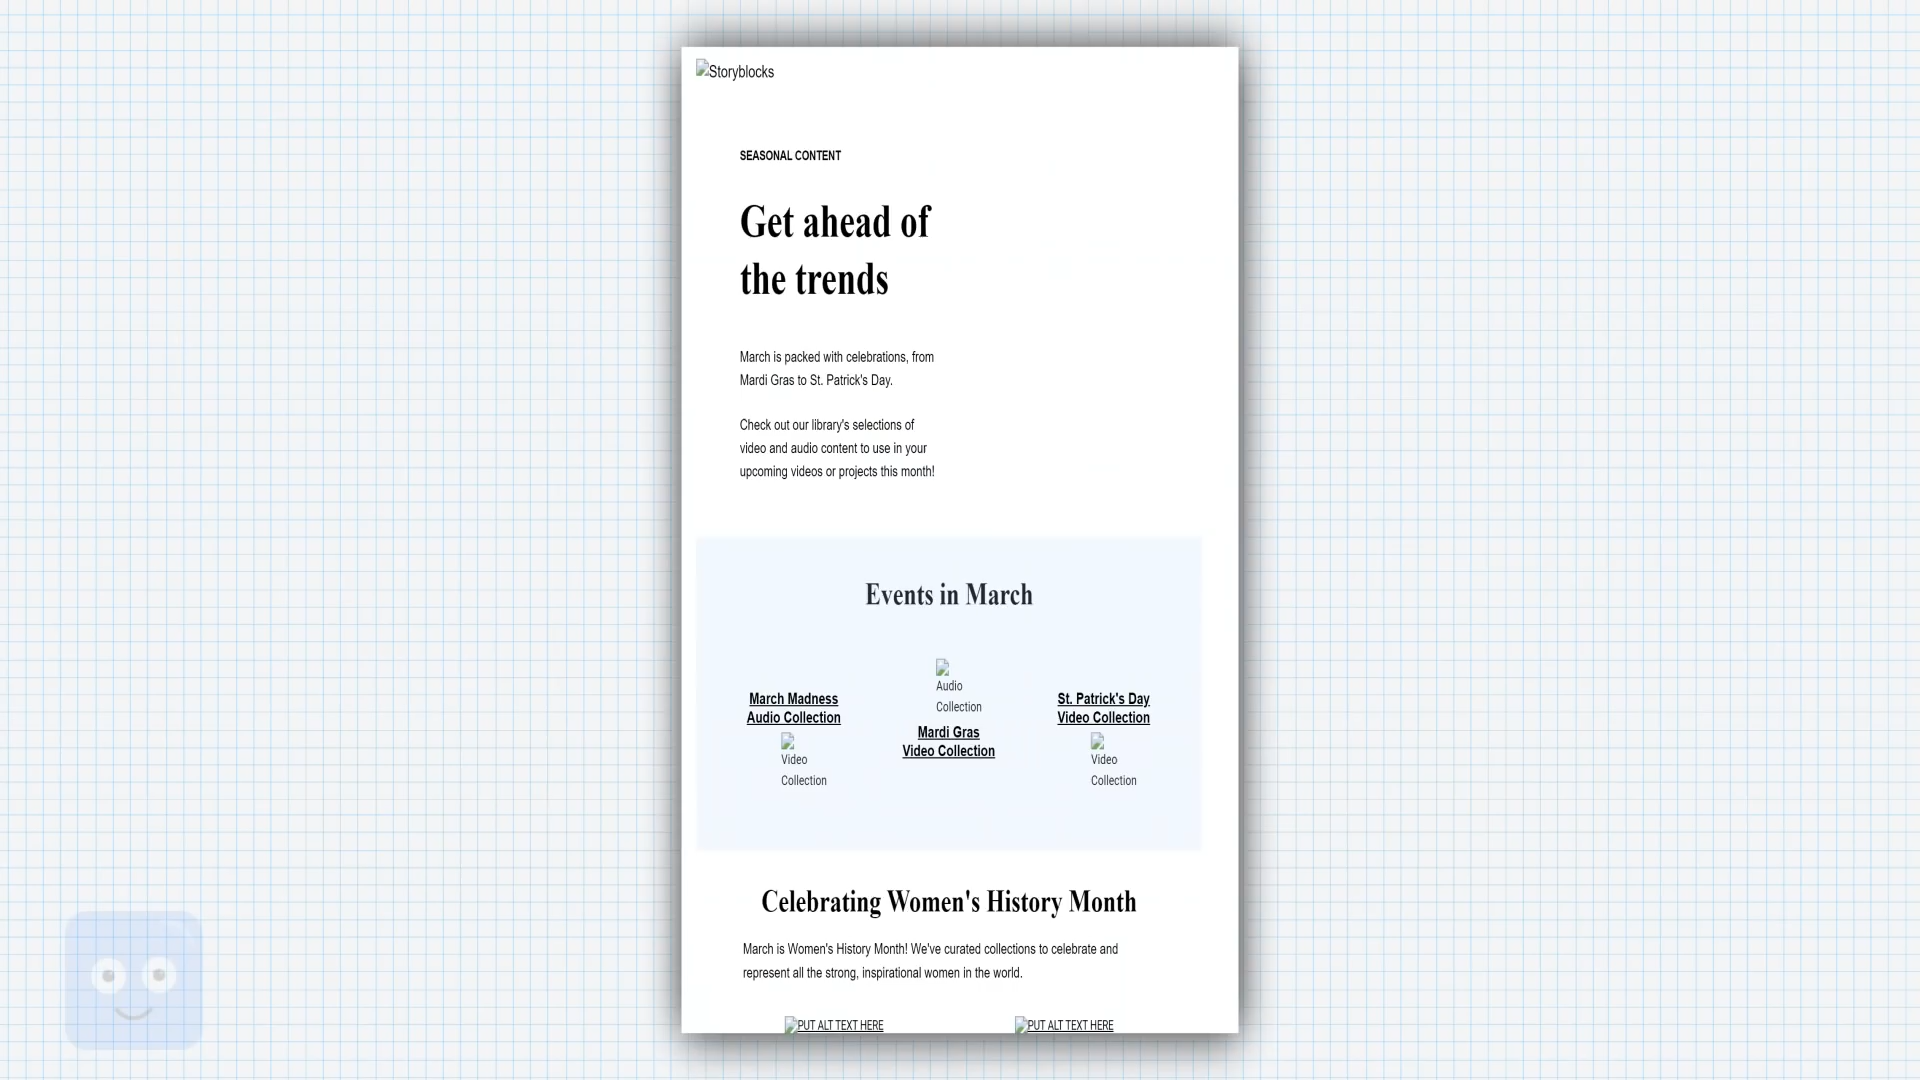 Storyblocks
SEASONAL CONTENT
Get ahead of
the trends
March is packed with celebrations, from
Mardi Gras to St. Patrick's Day.
Check out our library's selections of
video and audio content to use in your
upcoming videos or projects this month!
Events in March
March Madness
Audio Collection
Video
Collection
Audio
Collection
Mardi Gras
Video Collection
St. Patrick's Day
Video Collection
Video
Collection
Celebrating Women's History Month
March is Women's History Month! We've curated collections to celebrate and
represent all the strong, inspirational women in the world.
PUT ALT TEXT HERE
PUT ALT TEXT HERE